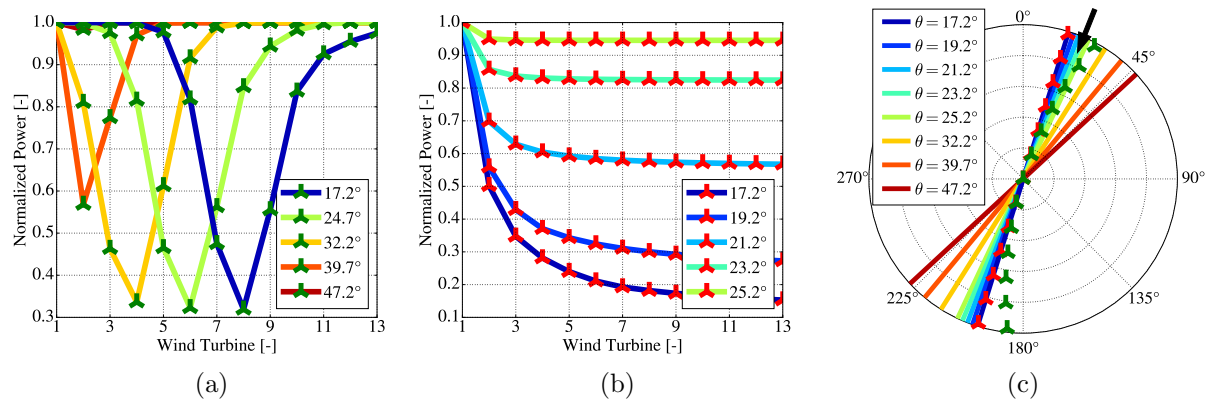 1.0
0.9
0.8
0.7
0.6
0.5
0.4
0.3
Normalized Power [-]
1 3 5 7 9 11 13
Wind Turbine [-]
17.2°
24.7°
32.2°
39.7°
47.2°
(a)
1.0
0.9
0.8
0.7
0.6
0.5
0.4
0.3
0.2
0.1
Normalized Power [-]
1 3 5 7 9 11 13
Wind Turbine [-]
17.2°
19.2°
21.2°
23.2°
25.2°
(b)
θ = 17.2°
θ = 19.2°
θ = 21.2°
θ = 23.2°
θ = 25.2°
θ = 32.2°
θ = 39.7°
θ = 47.2°
0°
45°
90°
135°
180°
225°
270°
(c)